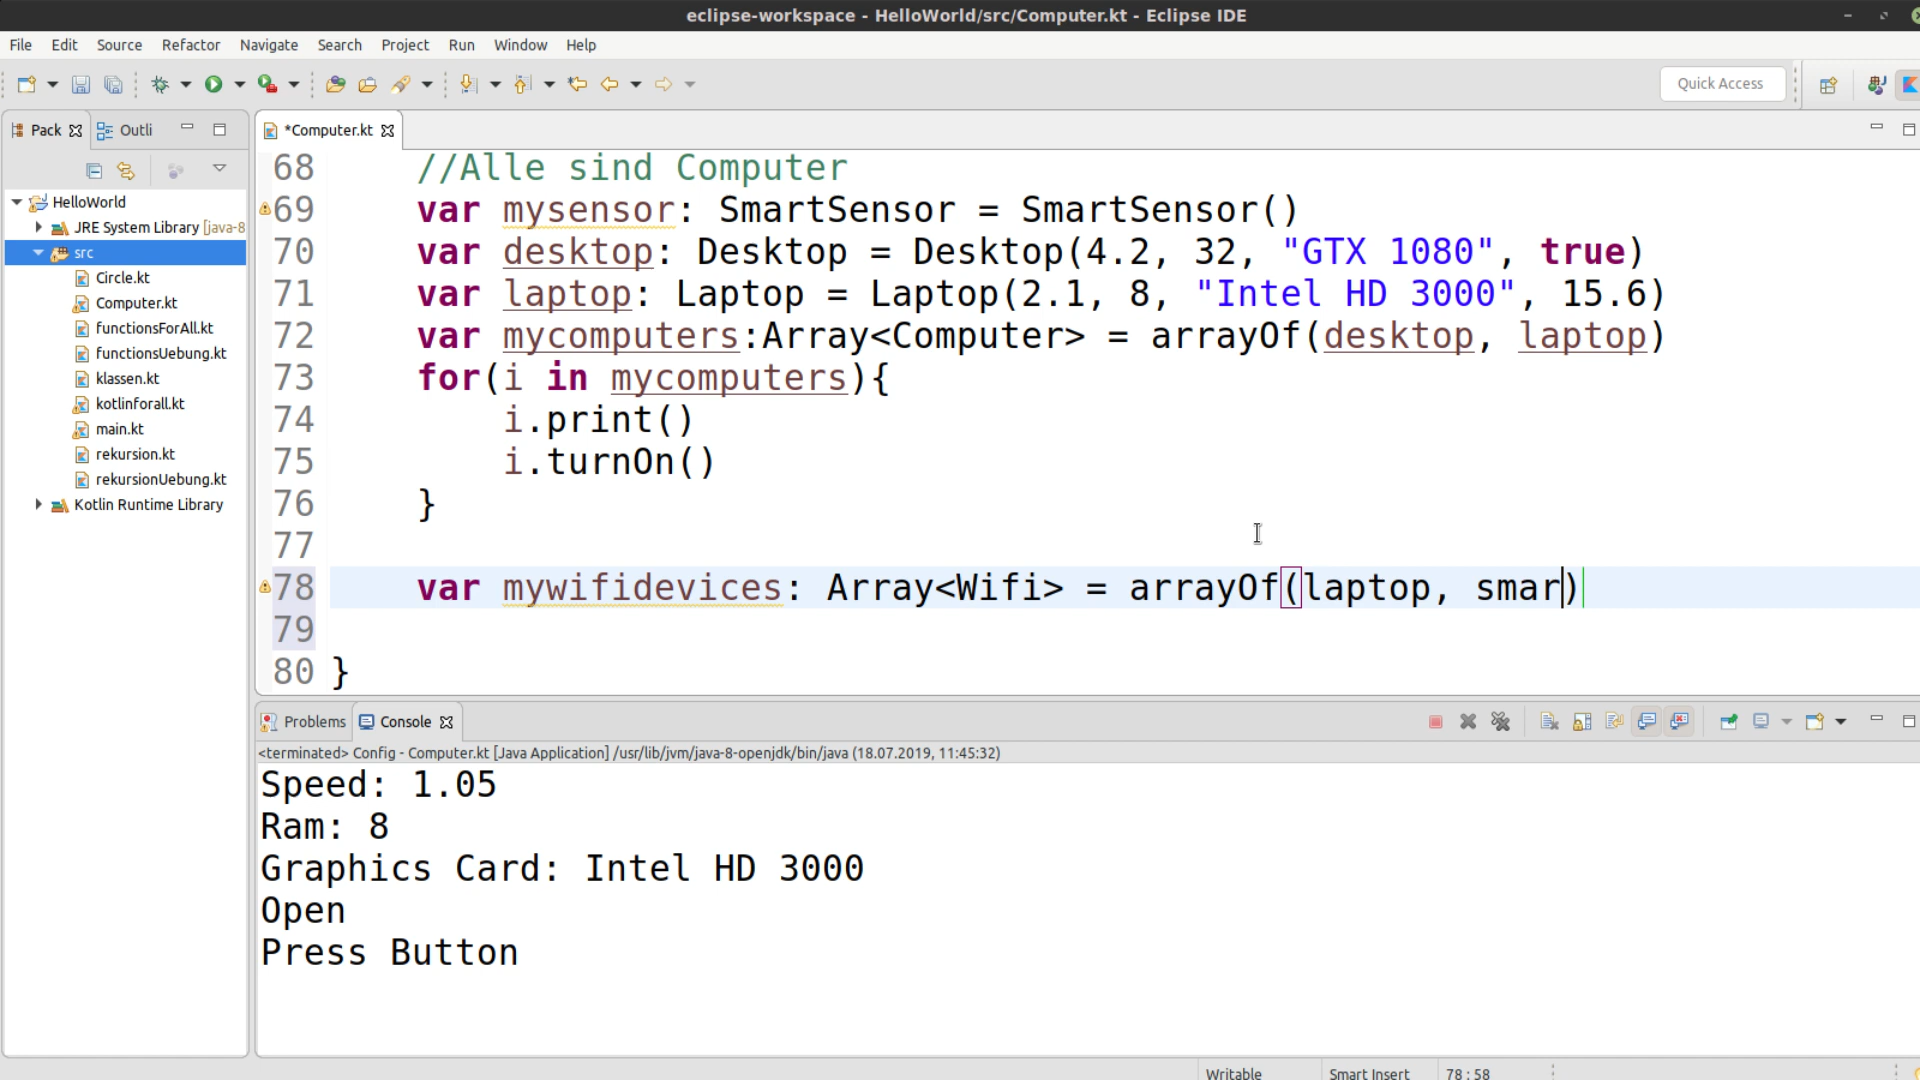 eclipse-workspace - HelloWorld/src/Computer.kt - Eclipse IDE
File Edit Source Refactor Navigate Search Project Run Window Help
Quick Access
Pack Outli
*Computer.kt
HelloWorld
JRE System Library [java-8
src
Circle.kt
Computer.kt
functionsForAll.kt
functionsUebung.kt
klassen.kt
kotlinforall.kt
main.kt
rekursion.kt
rekursionUebung.kt
Kotlin Runtime Library
68 //Alle sind Computer
69 var mysensor: SmartSensor = SmartSensor()
70 var desktop: Desktop = Desktop(4.2, 32, "GTX 1080", true)
71 var laptop: Laptop = Laptop(2.1, 8, "Intel HD 3000", 15.6)
72 var mycomputers:Array<Computer> = arrayOf(desktop, laptop)
73 for(i in mycomputers){
74 i.print()
75 i.turnOn()
76 }
77
78 var mywifidevices: Array<Wifi> = arrayOf(laptop, smar)
79
80 }
Problems Console
<terminated> Config - Computer.kt [Java Application] /usr/lib/jvm/java-8-openjdk/bin/java (18.07.2019, 11:45:32)
Speed: 1.05
Ram: 8
Graphics Card: Intel HD 3000
Open
Press Button
Writable Smart Insert 78 : 58